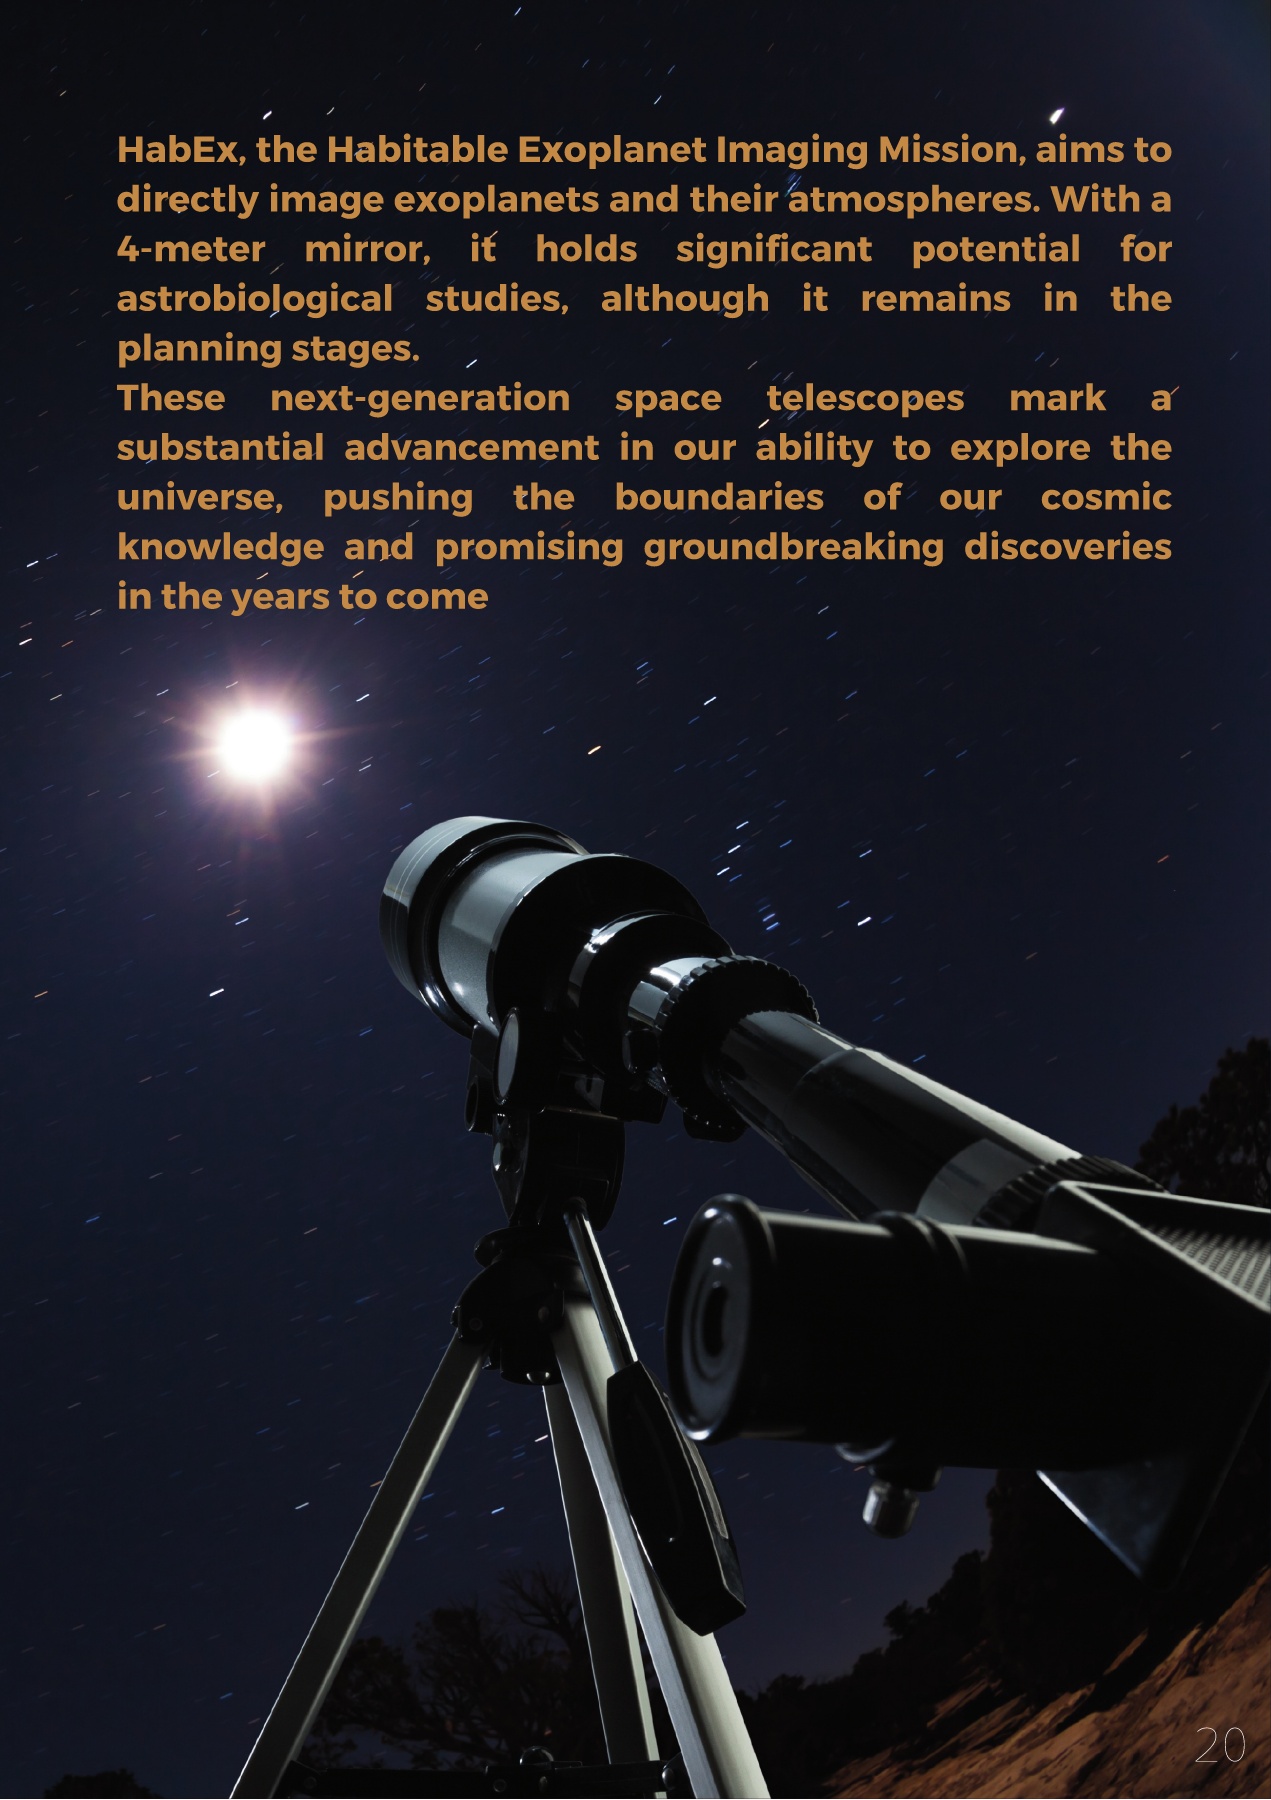 HabEx, the Habitable Exoplanet Imaging Mission, aims to
directly image exoplanets and their atmospheres. With a
4-meter mirror, it holds significant potential for
astrobiological studies, although it remains in the
planning stages.
These next-generation space telescopes mark a
substantial advancement in our ability to explore the
universe, pushing the boundaries of our cosmic
knowledge and promising groundbreaking discoveries
in the years to come
20